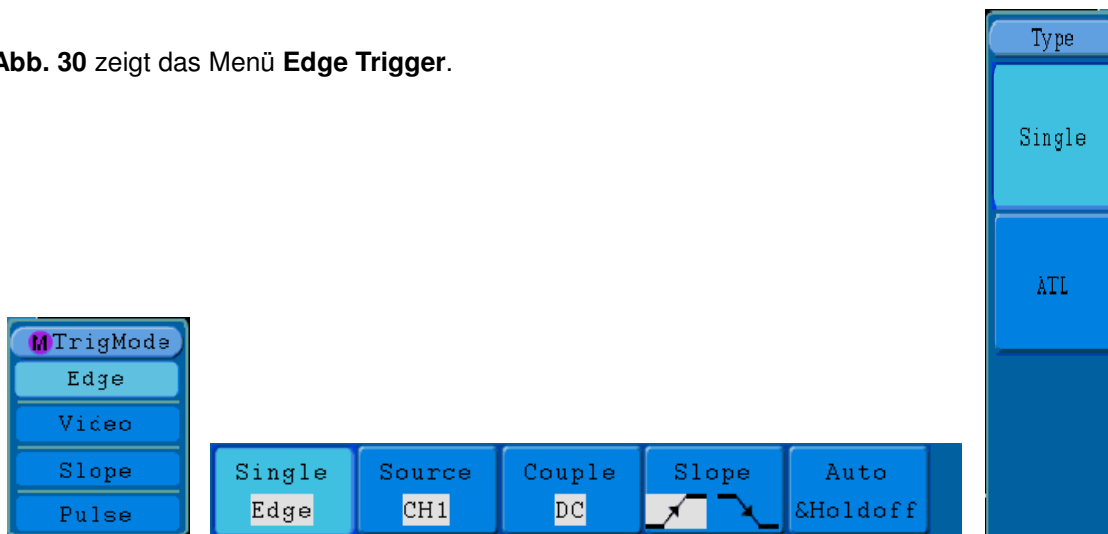 Abb. 30 zeigt das Menü Edge Trigger.
Type
Single
ATL
M TrigMode
Edge
Video
Slope
Pulse
Single
Edge
Source
CH1
Couple
DC
Slope
Auto
&Holdoff